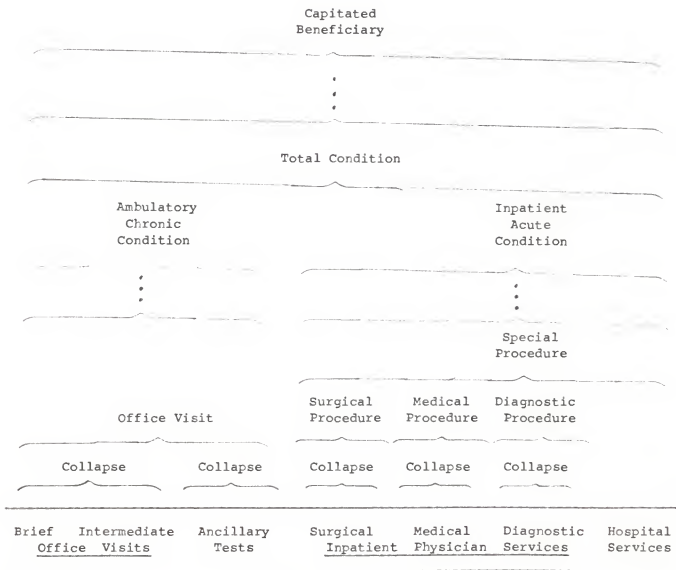 Capitated
Beneficiary
Total Condition
Ambulatory
Chronic
Condition
Inpatient
Acute
Condition
Special
Procedure
Office Visit
Surgical
Procedure
Medical
Procedure
Diagnostic
Procedure
Collapse Collapse Collapse Collapse Collapse
Brief Intermediate
Office Visits
Ancillary
Tests
Surgical Medical Diagnostic
Inpatient Physician Services
Hospital
Services